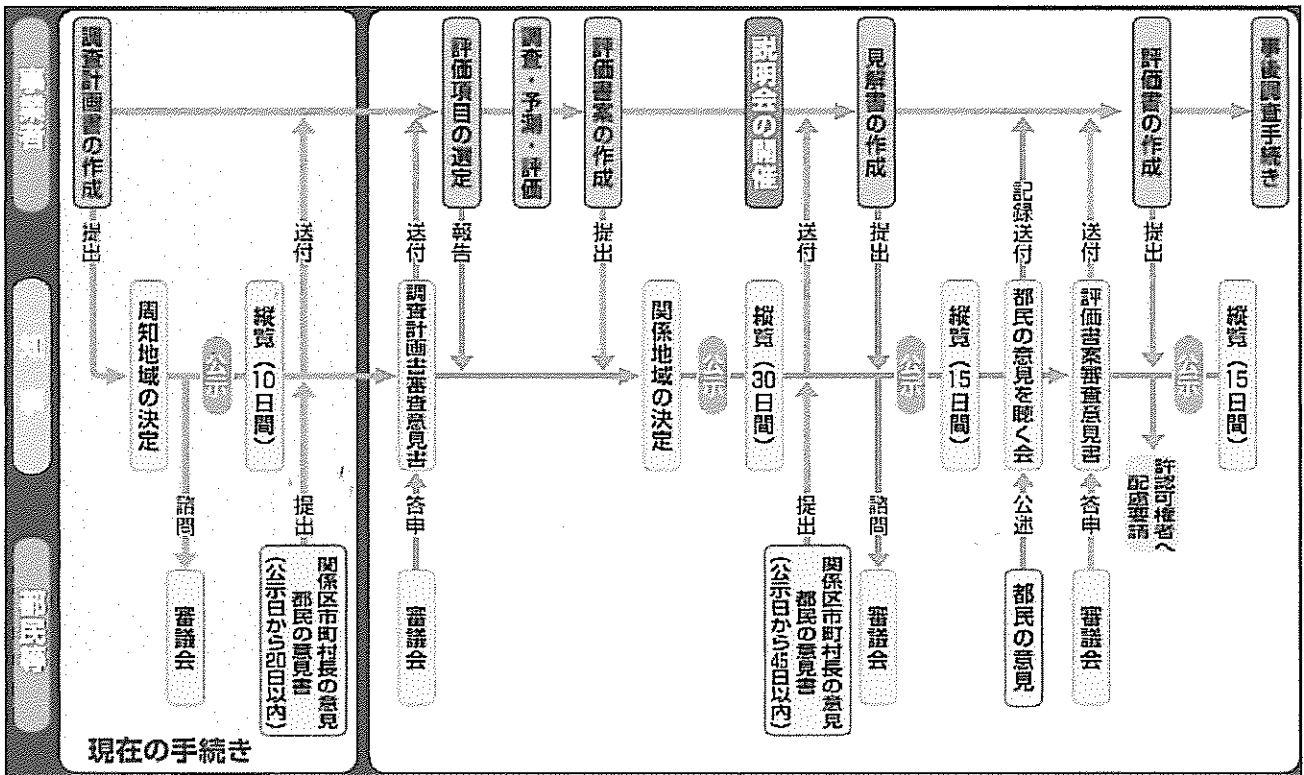 事業者
調査計画書の作成
評価項目の選定
調査・予測・評価
評価書案の作成
説明会の開催
見解書の作成
評価書の作成
事後調査手続き
提出
送付
送付
報告
提出
送付
提出
記録送付
送付
提出
周知地域の決定
公示
縦覧（10日間）
調査計画書審査意見書
関係地域の決定
公示
縦覧（30日間）
公示
縦覧（15日間）
都民の意見を聴く会
評価書案審査意見書
公示
縦覧（15日間）
諮問
提出
答申
提出
諮問
公述
答申
許認可権者へ
配慮要請
都民等
審議会
関係区市町村長の意見
都民の意見書
（公示日から20日以内）
審議会
関係区市町村長の意見
都民の意見書
（公示日から45日以内）
審議会
都民の意見
審議会
現在の手続き